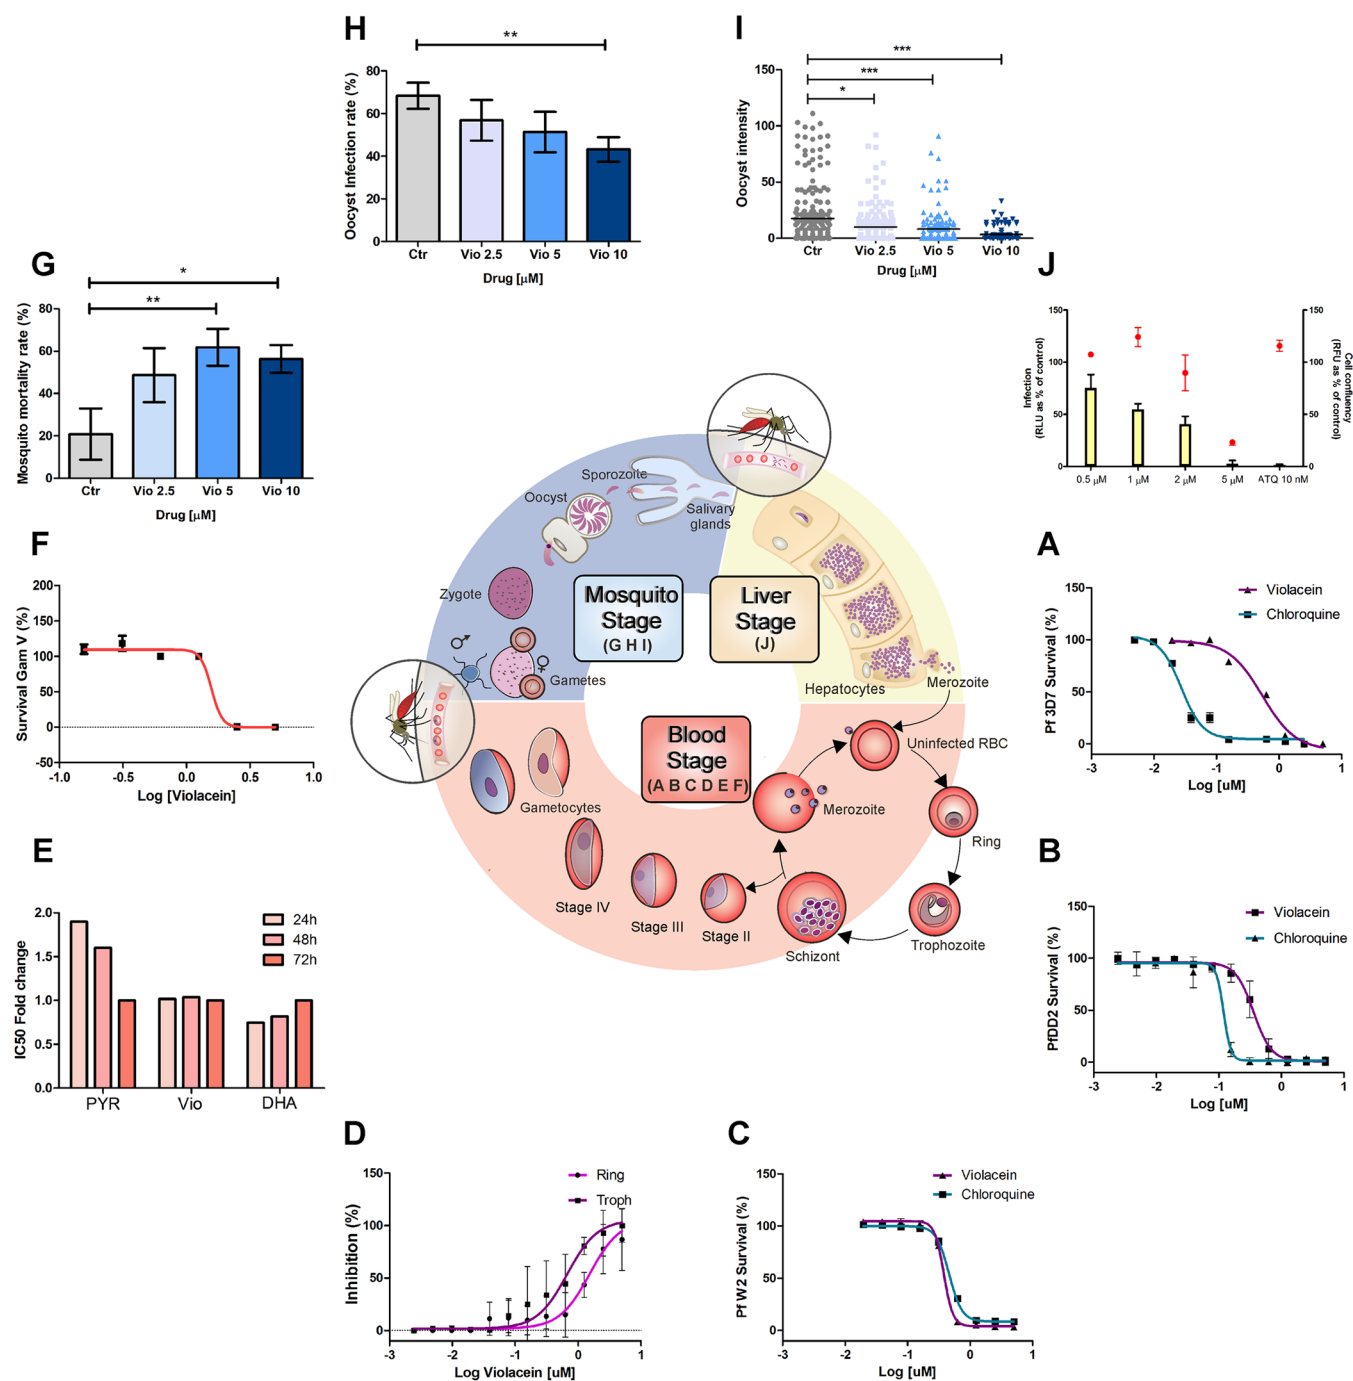 H
**
Oocyst Infection rate (%)
80
60
40
20
0
Ctr
Vio 2.5
Vio 5
Vio 10
Drug [µM]
I
***
***
*
Oocyst intensity
150
100
50
0
Ctr
Vio 2.5
Vio 5
Vio 10
Drug [µM]
G
*
**
Mosquito mortality rate (%)
80
60
40
20
0
Ctr
Vio 2.5
Vio 5
Vio 10
Drug [µM]
J
Infection
(RLU as % of control)
150
100
50
0
150
100
50
0
Cell confluency
(RFU as % of control)
0.5 µM
1 µM
2 µM
5 µM
ATQ 10 nM
F
Survival Gam V (%)
200
150
100
50
0
-50
-1.0
-0.5
0.0
0.5
1.0
Log [Violacein]
Sporozoite
Oocyst
Salivary
glands
Zygote
Gametes
Mosquito
Stage
(G H I)
Liver
Stage
(J)
Hepatocytes
Merozoite
Blood
Stage
(A B C D E F)
Uninfected RBC
Merozoite
Ring
Gametocytes
Stage IV
Stage III
Stage II
Schizont
Trophozoite
A
Violacein
Chloroquine
Pf 3D7 Survival (%)
150
100
50
0
-3
-2
-1
0
1
Log [uM]
E
IC50 Fold change
2.0
1.5
1.0
0.5
0.0
24h
48h
72h
PYR
Vio
DHA
B
Violacein
Chloroquine
PfDD2 Survival (%)
150
100
50
0
-3
-2
-1
0
1
Log [uM]
D
Ring
Troph
Inhibition (%)
150
100
50
0
-3
-2
-1
0
1
Log Violacein [uM]
C
Violacein
Chloroquine
Pf W2 Survival (%)
150
100
50
0
-3
-2
-1
0
1
Log [uM]